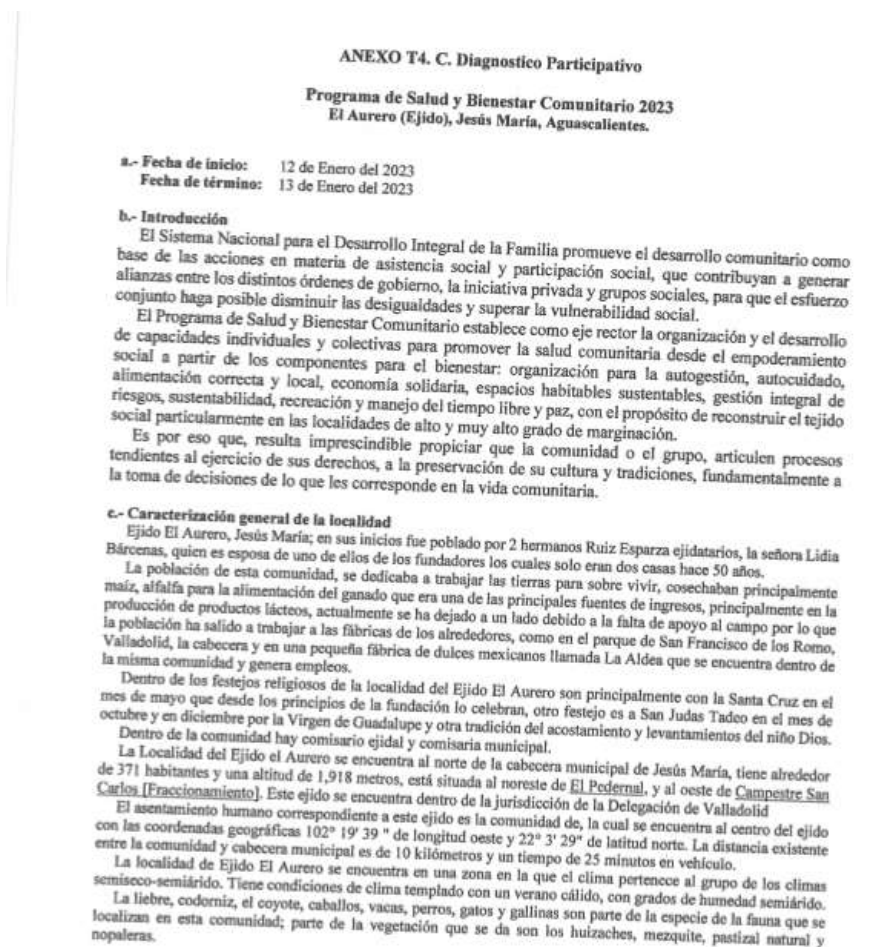 ANEXO T4. C. Diagnostico Participativo
Programa de Salud y Bienestar Comunitario 2023
El Aurero (Ejido), Jesús María, Aguascalientes.
a.- Fecha de inicio: 12 de Enero del 2023
Fecha de término: 13 de Enero del 2023
b.- Introducción
El Sistema Nacional para el Desarrollo Integral de la Familia promueve el desarrollo comunitario como
base de las acciones en materia de asistencia social y participación social, que contribuyan a generar
alianzas entre los distintos órdenes de gobierno, la iniciativa privada y grupos sociales, para que el esfuerzo
conjunto haga posible disminuir las desigualdades y superar la vulnerabilidad social.
El Programa de Salud y Bienestar Comunitario establece como eje rector la organización y el desarrollo
de capacidades individuales y colectivas para promover la salud comunitaria desde el empoderamiento
social a partir de los componentes para el bienestar: organización para la autogestión, autocuidado,
alimentación correcta y local, economía solidaria, espacios habitables sustentables, gestión integral de
riesgos, sustentabilidad, recreación y manejo del tiempo libre y paz, con el propósito de reconstruir el tejido
social particularmente en las localidades de alto y muy alto grado de marginación.
Es por eso que, resulta imprescindible propiciar que la comunidad o el grupo, articulen procesos
tendientes al ejercicio de sus derechos, a la preservación de su cultura y tradiciones, fundamentalmente a
la toma de decisiones de lo que les corresponde en la vida comunitaria.
c.- Caracterización general de la localidad
Ejido El Aurero, Jesús María; en sus inicios fue poblado por 2 hermanos Ruiz Esparza ejidatarios, la señora Lidia
Bárcenas, quien es esposa de uno de ellos de los fundadores los cuales solo eran dos casas hace 50 años.
La población de esta comunidad, se dedicaba a trabajar las tierras para sobre vivir, cosechaban principalmente
maíz, alfalfa para la alimentación del ganado que era una de las principales fuentes de ingresos, principalmente en la
producción de productos lácteos, actualmente se ha dejado a un lado debido a la falta de apoyo al campo por lo que
la población ha salido a trabajar a las fábricas de los alrededores, como en el parque de San Francisco de los Romo,
Valladolid, la cabecera y en una pequeña fábrica de dulces mexicanos llamada La Aldea que se encuentra dentro de
la misma comunidad y genera empleos.
Dentro de los festejos religiosos de la localidad del Ejido El Aurero son principalmente con la Santa Cruz en el
mes de mayo que desde los principios de la fundación lo celebran, otro festejo es a San Judas Tadeo en el mes de
octubre y en diciembre por la Virgen de Guadalupe y otra tradición del acostamiento y levantamientos del niño Dios.
Dentro de la comunidad hay comisario ejidal y comisaria municipal.
La Localidad del Ejido el Aurero se encuentra al norte de la cabecera municipal de Jesús María, tiene alrededor
de 371 habitantes y una altitud de 1,918 metros, está situada al noreste de El Pedernal, y al oeste de Campestre San
Carlos [Fraccionamiento]. Este ejido se encuentra dentro de la jurisdicción de la Delegación de Valladolid
El asentamiento humano correspondiente a este ejido es la comunidad de, la cual se encuentra al centro del ejido
con las coordenadas geográficas 102° 19' 39 " de longitud oeste y 22° 3' 29" de latitud norte. La distancia existente
entre la comunidad y cabecera municipal es de 10 kilómetros y un tiempo de 25 minutos en vehículo.
La localidad de Ejido El Aurero se encuentra en una zona en la que el clima pertenece al grupo de los climas
semiseco-semiárido. Tiene condiciones de clima templado con un verano cálido, con grados de humedad semiárido.
La liebre, codorniz, el coyote, caballos, vacas, perros, gatos y gallinas son parte de la especie de la fauna que se
localizan en esta comunidad; parte de la vegetación que se da son los huizaches, mezquite, pastizal natural y
nopaleras.